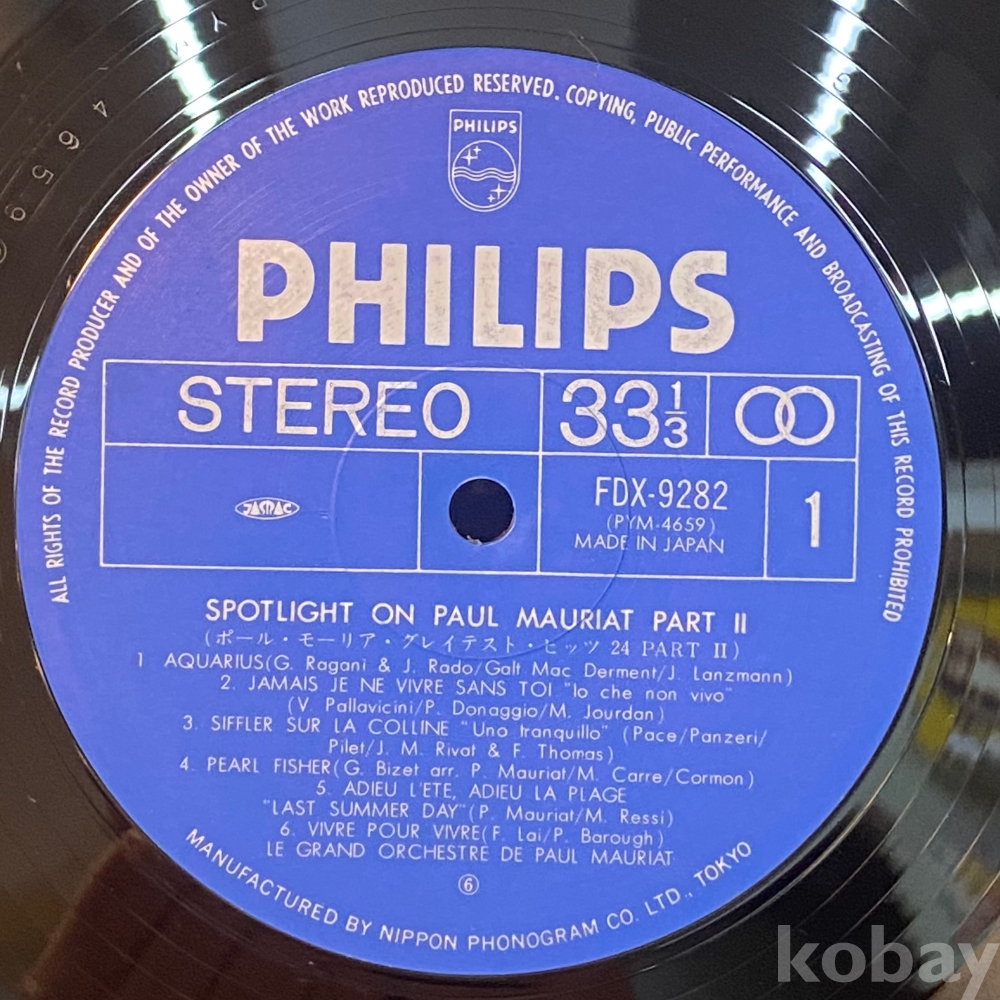 ALL RIGHTS OF THE RECORD PRODUCER AND OF THE OWNER OF THE WORK REPRODUCED RESERVED. COPYING, PUBLIC PERFORMANCE AND BROADCASTING OF THIS RECORD PROHIBITED
PHILIPS
PHILIPS
STEREO
33 1/3
JASRAC
FDX-9282
(PYM-4659)
MADE IN JAPAN
1
SPOTLIGHT ON PAUL MAURIAT PART II
(ポール・モーリア・グレイテスト・ヒッツ 24 PART II)
1 AQUARIUS(G. Ragani & J. Rado/Galt Mac Derment/J. Lanzmann)
2. JAMAIS JE NE VIVRE SANS TOI "Io che non vivo"
(V. Pallavicini/P. Donaggio/M. Jourdan)
3. SIFFLER SUR LA COLLINE "Uno tranquillo" (Pace/Panzeri/
Pilet/J. M. Rivat & F. Thomas)
4. PEARL FISHER(G. Bizet arr. P. Mauriat/M. Carre/Cormon)
5. ADIEU L'ETE, ADIEU LA PLAGE
"LAST SUMMER DAY"(P. Mauriat/M. Ressi)
6. VIVRE POUR VIVRE(F. Lai/P. Barough)
LE GRAND ORCHESTRE DE PAUL MAURIAT
⑥
MANUFACTURED BY NIPPON PHONOGRAM CO. LTD., TOKYO
kobay